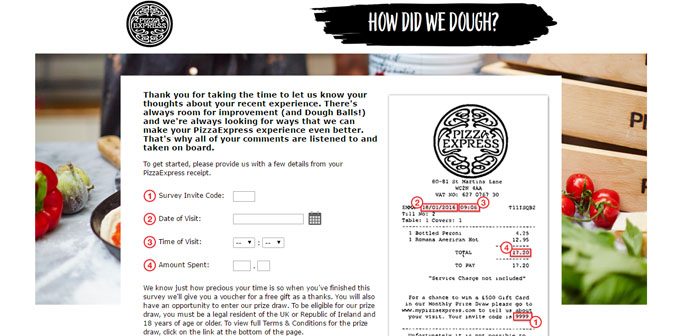 PIZZA
EXPRESS
HOW DID WE DOUGH?
Thank you for taking the time to let us know your
thoughts about your recent experience. There's
always room for improvement (and Dough Balls!)
and we're always looking for ways that we can
make your PizzaExpress experience even better.
That's why all of your comments are listened to and
taken on board.
To get started, please provide us with a few details from your
PizzaExpress receipt.
1 Survey Invite Code:
2 Date of Visit:
3 Time of Visit: -- : --
4 Amount Spent: .
We know just how precious your time is so when you've finished this
survey we'll give you a voucher for a free gift as a thanks. You will also
have an opportunity to enter our prize draw. To be eligible for our prize
draw, you must be a legal resident of the UK or Republic of Ireland and
18 years of age or older. To view full Terms & Conditions for the prize
draw, click on the link at the bottom of the page.
PIZZA
EXPRESS
80-81 St Martins Lane
WC2N 4AA
VAT NO: 627 0767 30
2 3
18/01/2016 09:06 T11ISQB2
Till No: 2
Table: 1 Covers: 1
1 Bottled Peroni 4.25
1 Romana American Hot 12.95
4
TOTAL 17.20
TO PAY 17.20
"Service Charge not included"
For a chance to win a £500 Gift Card
in our Monthly Prize Draw please go to
www.mypizzaexpress.com to tell us about
your visit. Your invite code is 9999
1